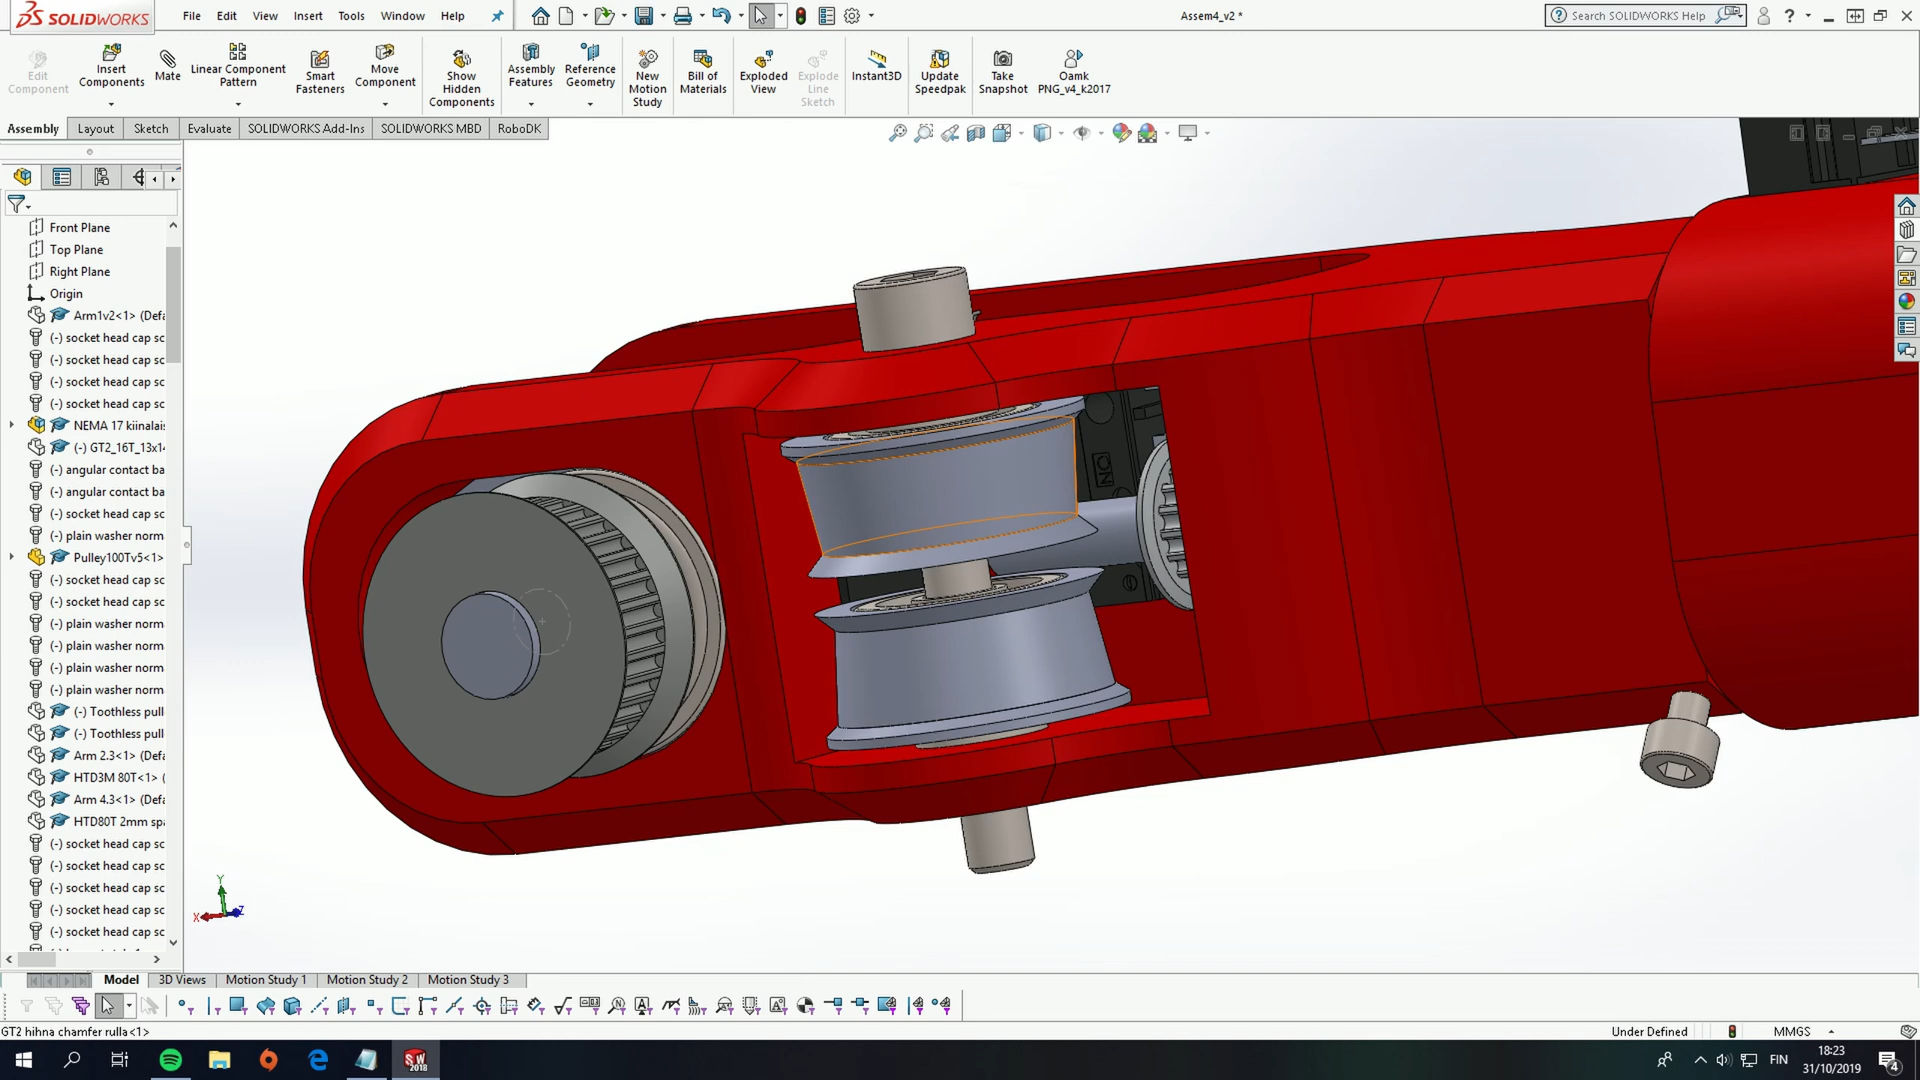 SOLIDWORKS
File Edit View Insert Tools Window Help
Assem4_v2 *
Search SOLIDWORKS Help
Edit Component
Insert Components
Mate
Linear Component Pattern
Smart Fasteners
Move Component
Show Hidden Components
Assembly Features
Reference Geometry
New Motion Study
Bill of Materials
Exploded View
Explode Line Sketch
Instant3D
Update Speedpak
Take Snapshot
Oamk PNG_v4_k2017
Assembly Layout Sketch Evaluate SOLIDWORKS Add-Ins SOLIDWORKS MBD RoboDK
Front Plane
Top Plane
Right Plane
Origin
Arm1v2<1> (Defa
(-) socket head cap sc
(-) socket head cap sc
(-) socket head cap sc
(-) socket head cap sc
NEMA 17 kiinalais
(-) GT2_16T_13x14
(-) angular contact ba
(-) angular contact ba
(-) socket head cap sc
(-) plain washer norm
Pulley100Tv5<1>
(-) socket head cap sc
(-) socket head cap sc
(-) plain washer norm
(-) plain washer norm
(-) plain washer norm
(-) plain washer norm
(-) Toothless pull
(-) Toothless pull
Arm 2.3<1> (Defa
HTD3M 80T<1> (
Arm 4.3<1> (Defa
HTD80T 2mm spa
(-) socket head cap sc
(-) socket head cap sc
(-) socket head cap sc
(-) socket head cap sc
(-) socket head cap sc
Y
X
Z
Model 3D Views Motion Study 1 Motion Study 2 Motion Study 3
GT2 hihna chamfer rulla<1>
Under Defined
MMGS
FIN
18:23
31/10/2019
4